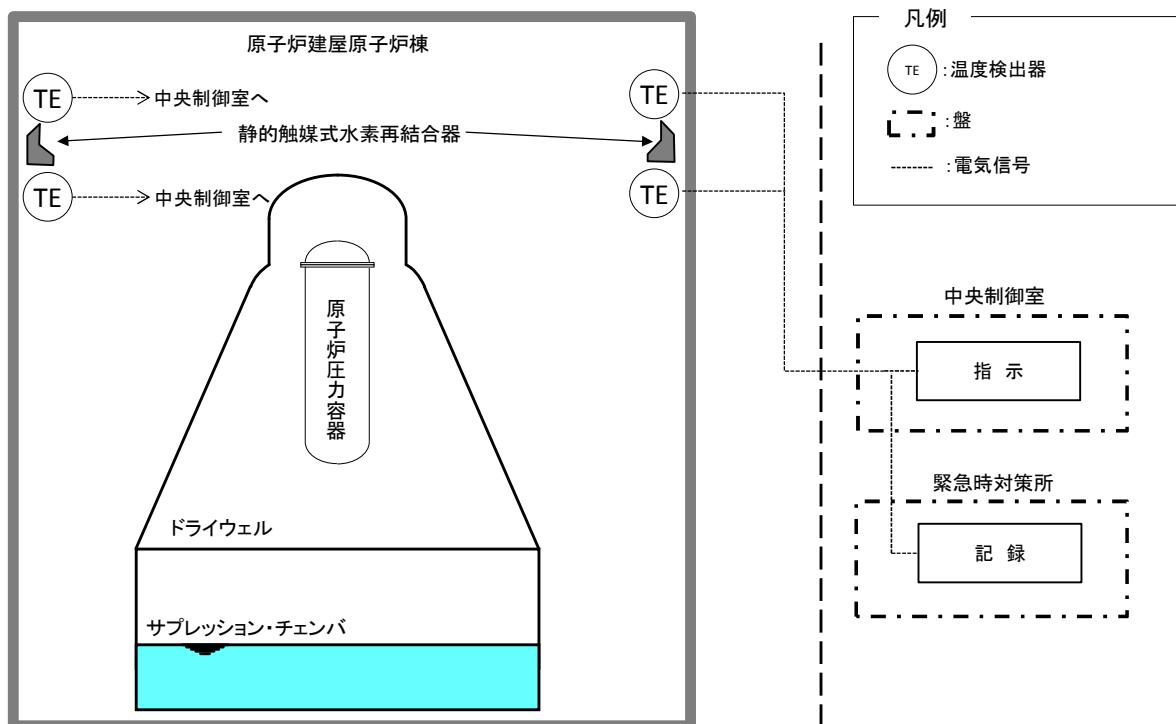 原子炉建屋原子炉棟
TE
中央制御室へ
静的触媒式水素再結合器
TE
中央制御室へ
TE
TE
原子炉圧力容器
ドライウェル
サプレッション・チェンバ
凡例
TE :温度検出器
:盤
:電気信号
中央制御室
指 示
緊急時対策所
記 録